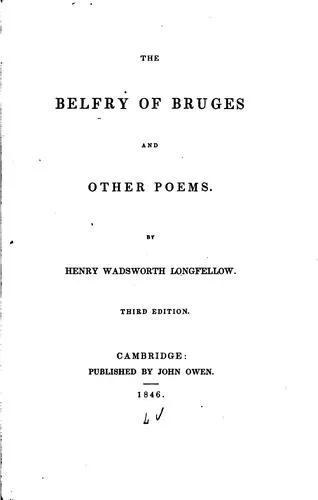 THE
BELFRY OF BRUGES
AND
OTHER POEMS.
BY
HENRY WADSWORTH LONGFELLOW.
THIRD EDITION.
CAMBRIDGE:
PUBLISHED BY JOHN OWEN.
1846.